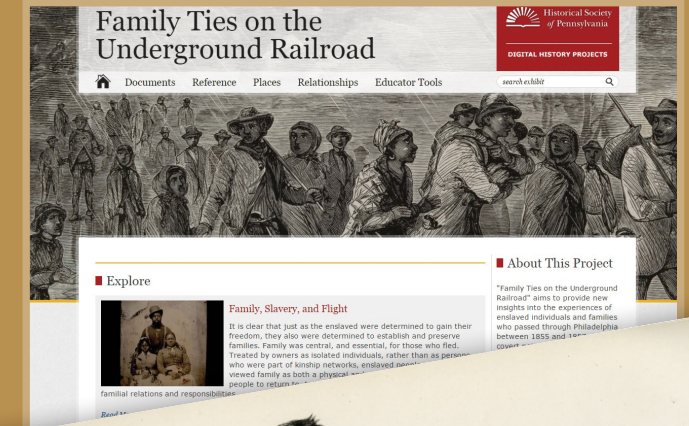 Family Ties on the
Underground Railroad
Historical Society
of Pennsylvania
DIGITAL HISTORY PROJECTS
Documents Reference Places Relationships Educator Tools
search exhibit
Explore
Family, Slavery, and Flight
It is clear that just as the enslaved were determined to gain their
freedom, they also were determined to establish and preserve
families. Family was central, and essential, for those who fled.
Treated by owners as isolated individuals, rather than as persons
who were part of kinship networks, enslaved
viewed family as both a physical
people to return to.
familial relations and responsibilities
Read
About This Project
"Family Ties on the Underground
Railroad" aims to provide new
insights into the experiences of
enslaved individuals and families
who passed through Philadelphia
between 1855 and
covert